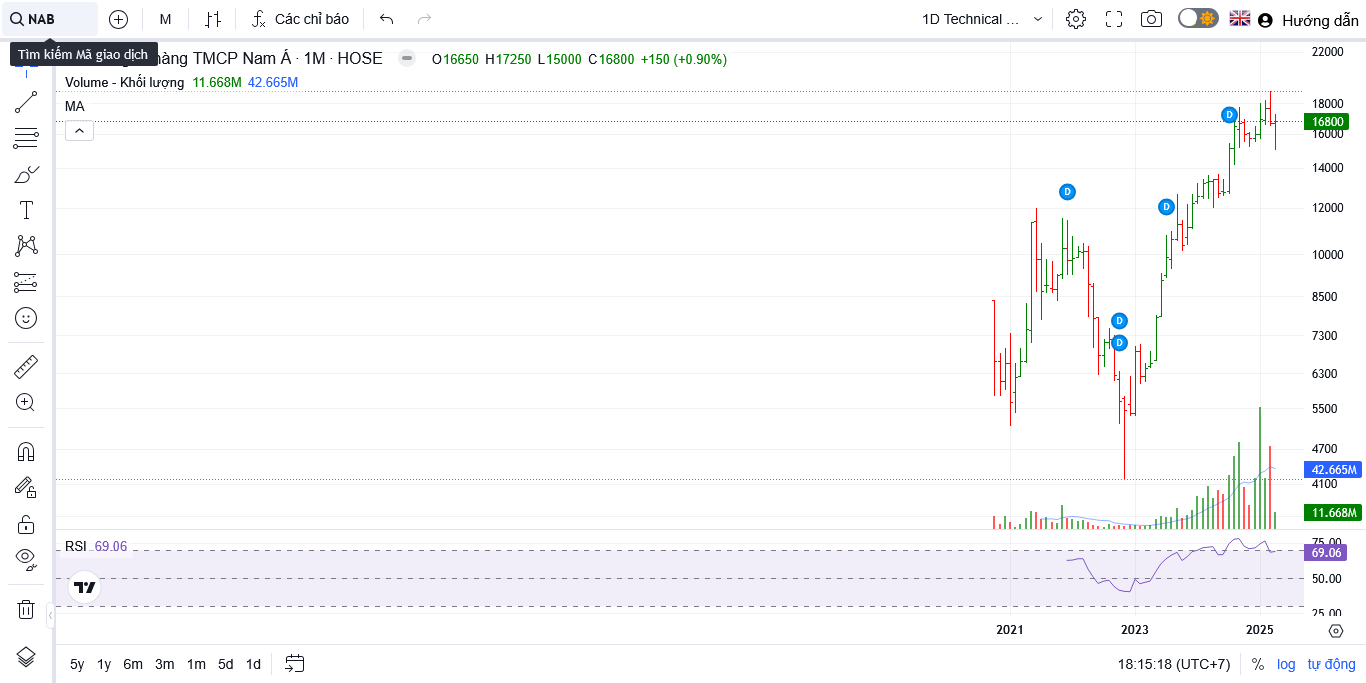 NAB
M
Các chỉ báo
1D Technical ...
Hướng dẫn
Tìm kiếm Mã giao dịch
hàng TMCP Nam Á · 1M · HOSE
O16650 H17250 L15000 C16800 +150 (+0.90%)
Volume - Khối lượng 11.668M 42.665M
MA
D
D
D
D
D
22000
18000
16800
16000
14000
12000
10000
8500
7300
6300
5500
4700
42.665M
4100
11.668M
RSI 69.06
75.00
69.06
50.00
25.00
2021 2023 2025
5y 1y 6m 3m 1m 5d 1d
18:15:18 (UTC+7) % log tự động